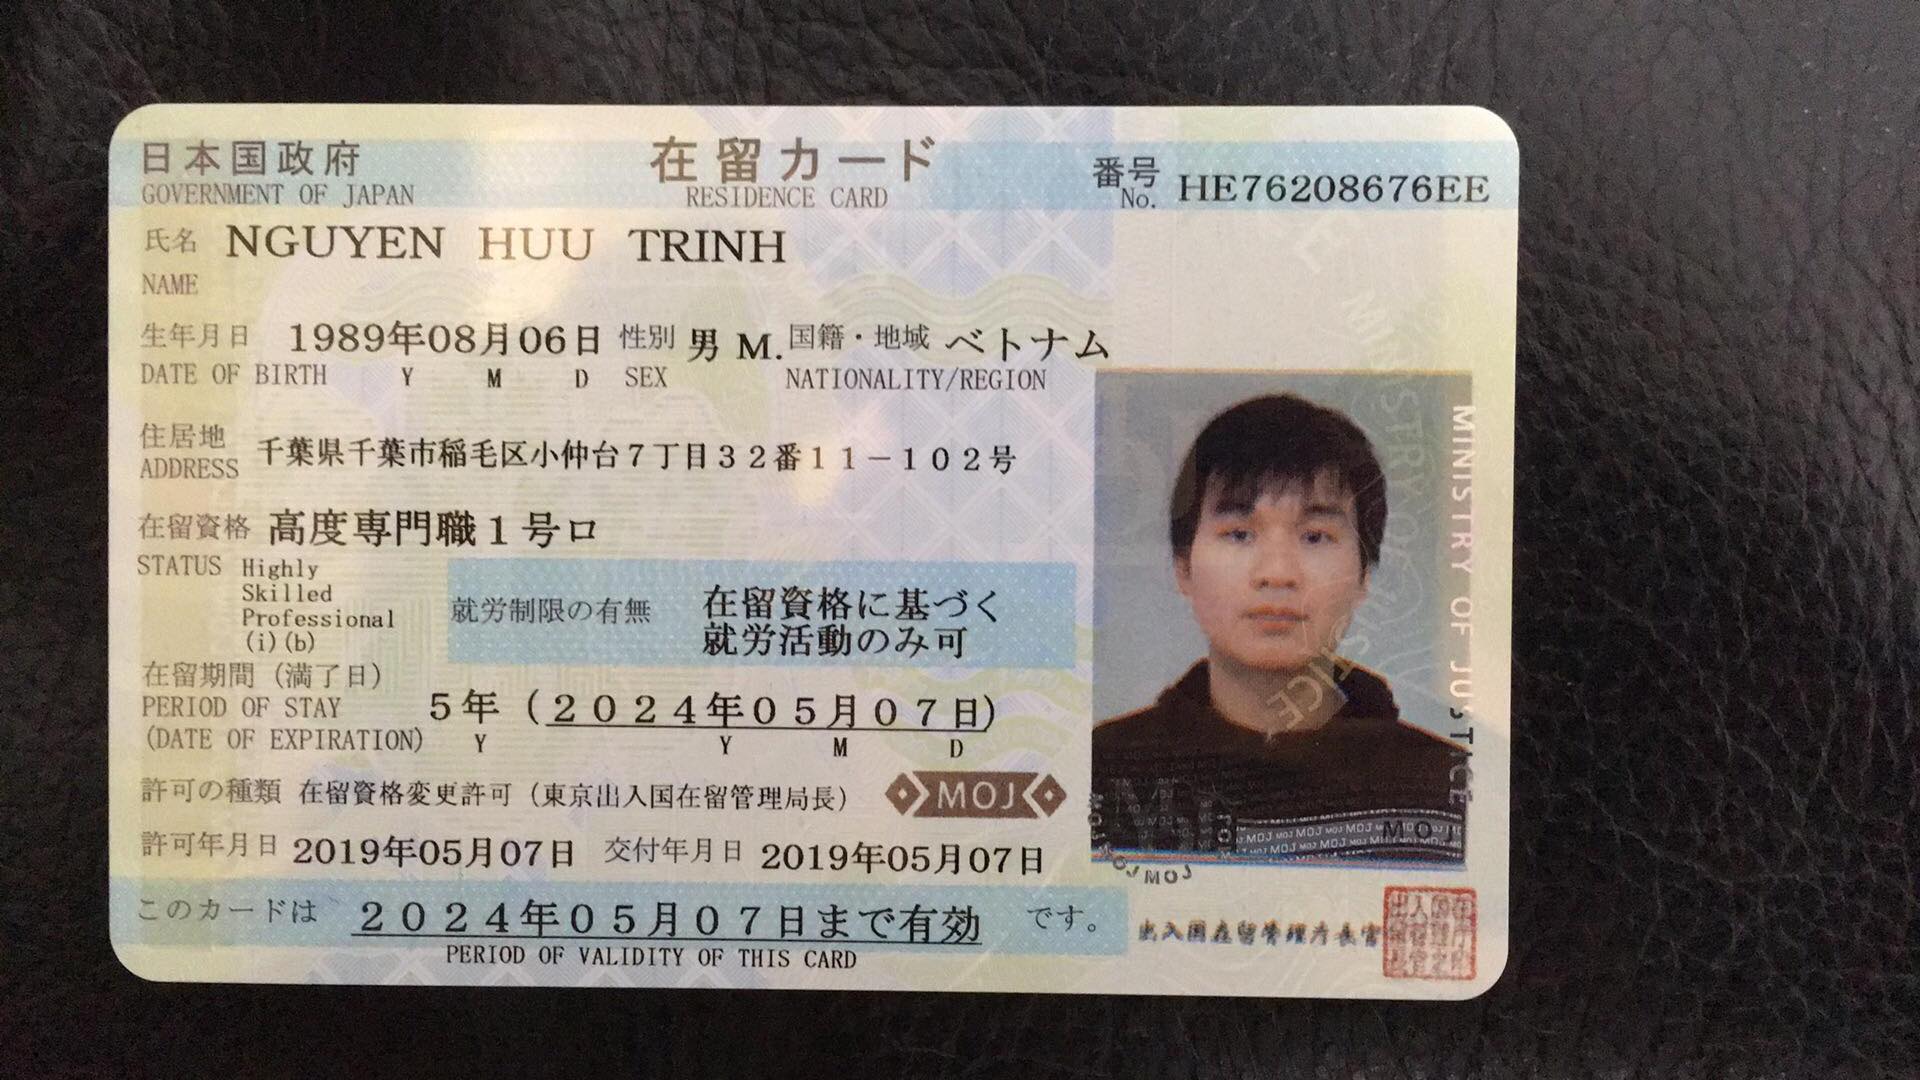 日本国政府 在留カード 番号 HE76208676EE
GOVERNMENT OF JAPAN RESIDENCE CARD No.
氏名 NGUYEN HUU TRINH
NAME
生年月日 1989年08月06日 性別 男 M. 国籍・地域 ベトナム
DATE OF BIRTH Y M D SEX NATIONALITY/REGION
住居地 千葉県千葉市稲毛区小仲台7丁目32番11-102号
ADDRESS
在留資格 高度専門職1号ロ
STATUS Highly
Skilled
Professional
(i)(b)
就労制限の有無 在留資格に基づく
就労活動のみ可
在留期間(満了日)
PERIOD OF STAY 5年 (2024年05月07日)
(DATE OF EXPIRATION) Y Y M D
許可の種類 在留資格変更許可(東京出入国在留管理局長) MOJ
許可年月日 2019年05月07日 交付年月日 2019年05月07日
このカードは 2024年05月07日まで有効 です。
PERIOD OF VALIDITY OF THIS CARD
MINISTRY OF JUSTICE
出入国在留管理庁長官